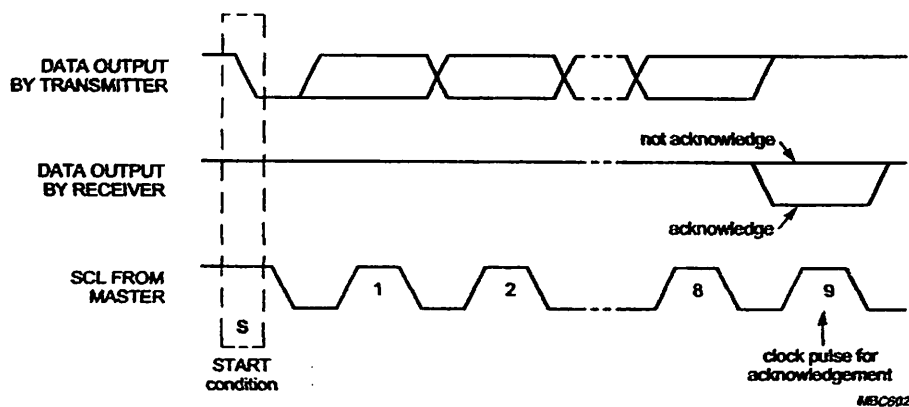 DATA OUTPUT
BY TRANSMITTER
not acknowledge
DATA OUTPUT
BY RECEIVER
acknowledge
SCL FROM
MASTER
1
2
8
9
S
START
condition
clock pulse for
acknowledgement
MBC602